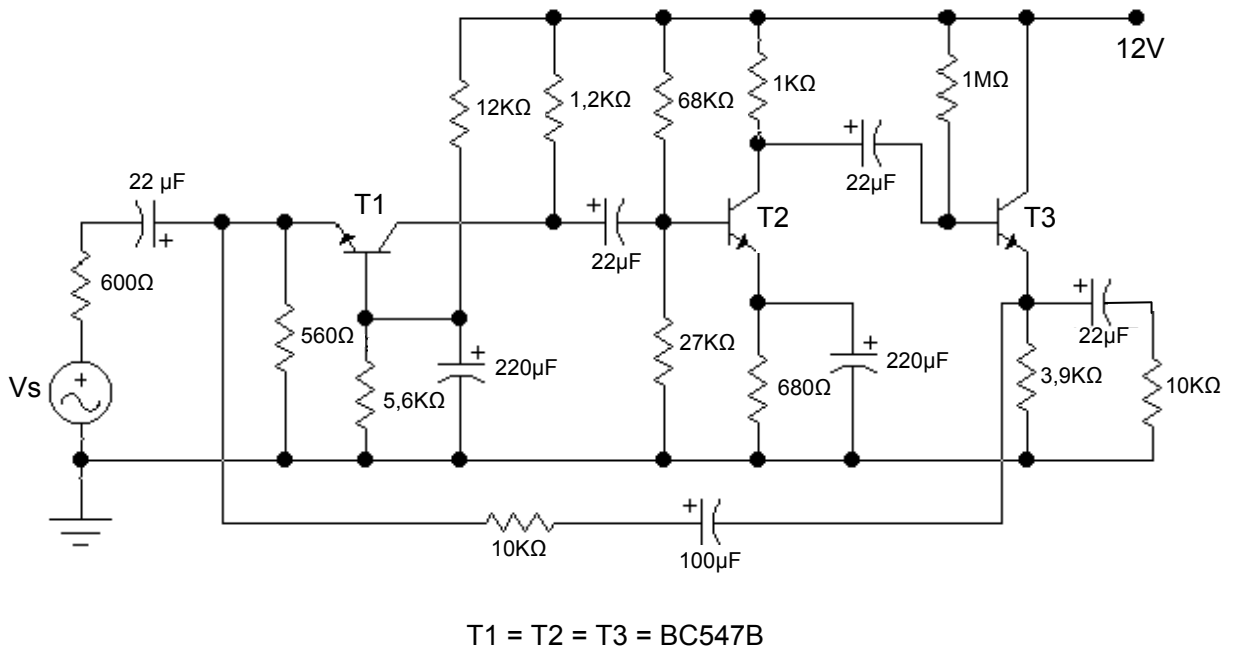 12V
12KΩ
1,2KΩ
68KΩ
1KΩ
1MΩ
22 µF
+
T1
+
22µF
T2
+
22µF
T3
600Ω
560Ω
5,6KΩ
+
220µF
27KΩ
680Ω
+
220µF
+
22µF
3,9KΩ
10KΩ
Vs
+
10KΩ
+
100µF
T1 = T2 = T3 = BC547B